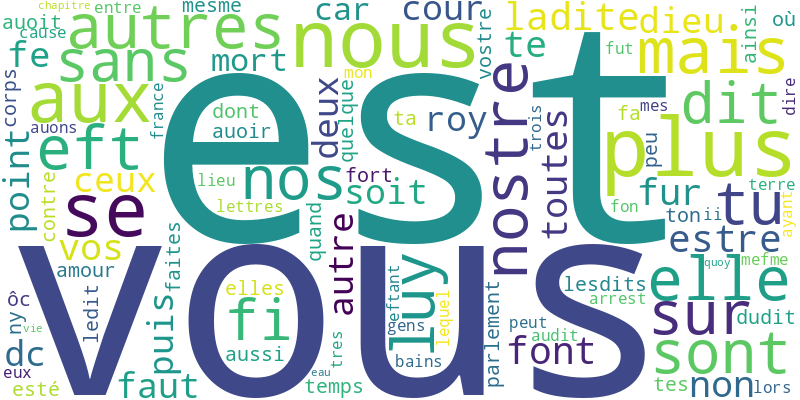 chapitre
entre
mesme
car
cour
ladite
dieu
où
auoit
autres
nous
vostre
te
mais
ainsi
cause
fe
sans
mort
fut
corps
aux
mon
est
dit
dire
france
dont
deux
quelque
ta
roy
nostre
trois
fa
mes
auons
auoir
toutes
plus
peu
eft
point
contre
ceux
lieu
nos
fort
soit
fur
terre
se
lettres
quand
fon
ton
ii
tu
ayant
vos
faites
autre
estre
amour
vous
luy
elle
quoy
mefme
ôc
ledit
puis
elles
eftant
lesdits
arrest
sur
dudit
ny
fi
gens
lequel
parlement
peut
audit
vie
dc
aussi
tres
bains
font
sont
eux
eau
esté
faut
temps
tes
non
lors